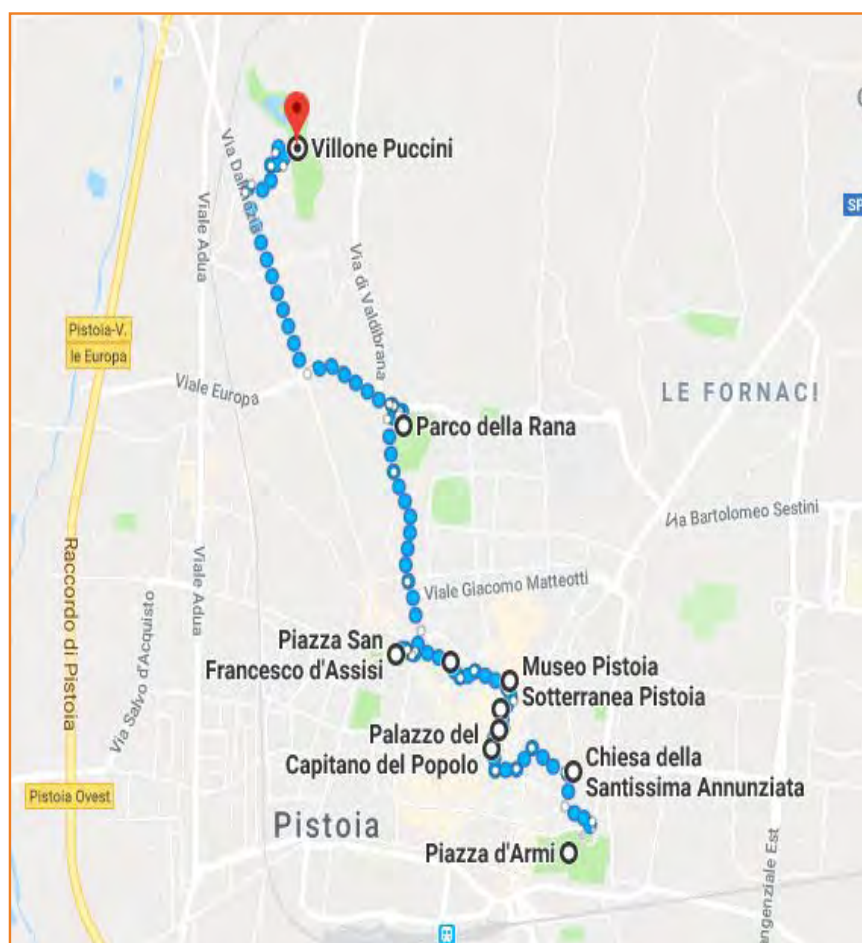 Villone Puccini
Via Dalmazia
Viale Adua
Via di Valdibrana
SP
Pistoia-V.
le Europa
Viale Europa
LE FORNACI
Parco della Rana
Via Bartolomeo Sestini
Raccordo di Pistoia
Viale Adua
Viale Giacomo Matteotti
Via Salvo d'Acquisto
Piazza San
Francesco d'Assisi
Museo Pistoia
Sotterranea Pistoia
Palazzo del
Capitano del Popolo
Chiesa della
Santissima Annunziata
Pistoia Ovest
Pistoia
Piazza d'Armi
ngenziale Est